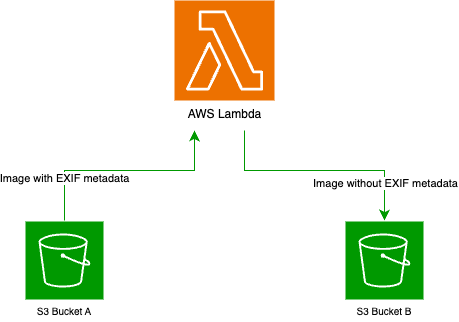 AWS Lambda
Image with EXIF metadata
Image without EXIF metadata
S3 Bucket A
S3 Bucket B